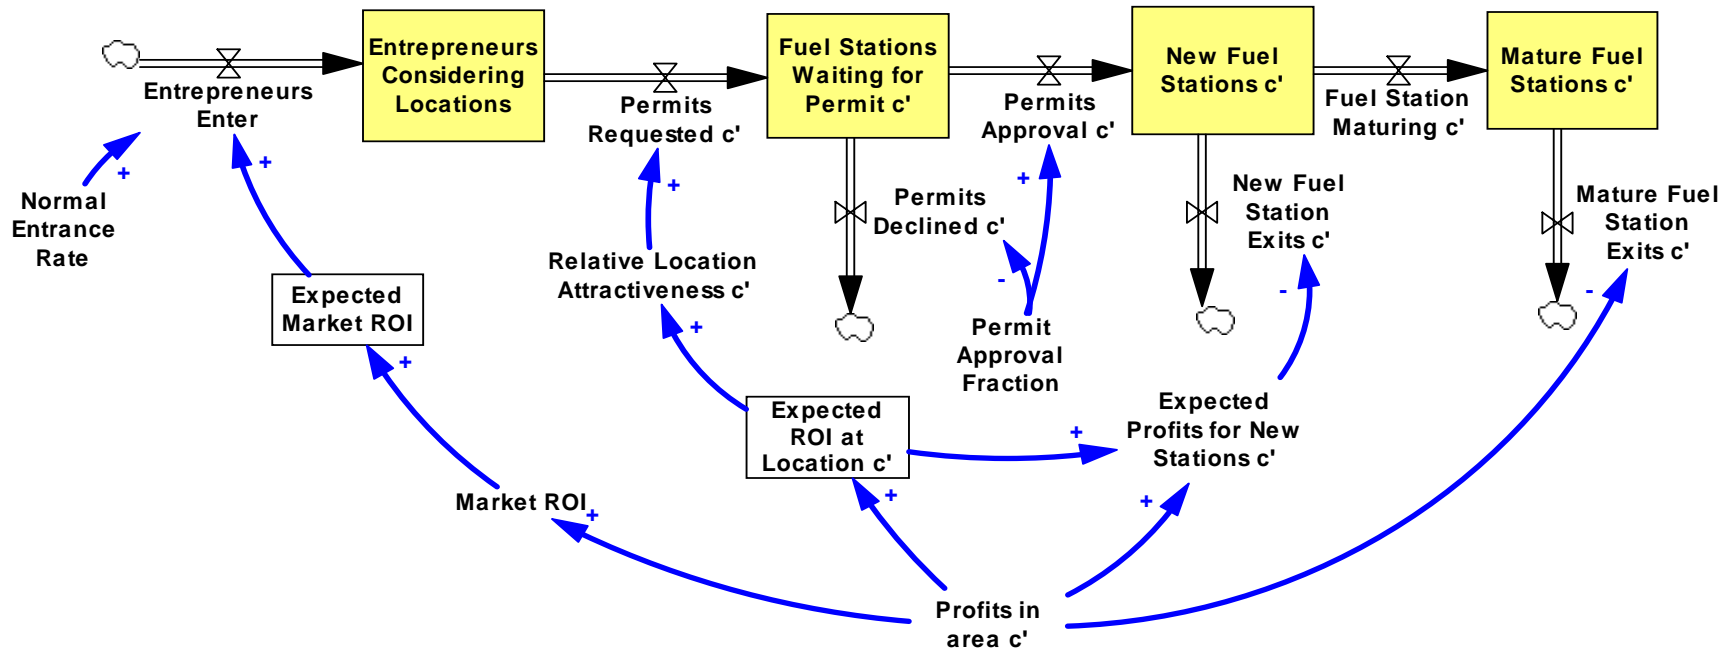 Entrepreneurs
Considering
Locations
Fuel Stations
Waiting for
Permit c'
New Fuel
Stations c'
Mature Fuel
Stations c'
Entrepreneurs
Enter
Permits
Requested c'
Permits
Approval c'
Fuel Station
Maturing c'
+
+
+
+
Normal
Entrance
Rate
Permits
Declined c'
New Fuel
Station
Exits c'
Mature Fuel
Station
Exits c'
Relative Location
Attractiveness c'
-
-
-
Expected
Market ROI
+
+
Permit
Approval
Fraction
Expected
ROI at
Location c'
Expected
Profits for New
Stations c'
+
Market ROI
+
+
+
Profits in
area c'